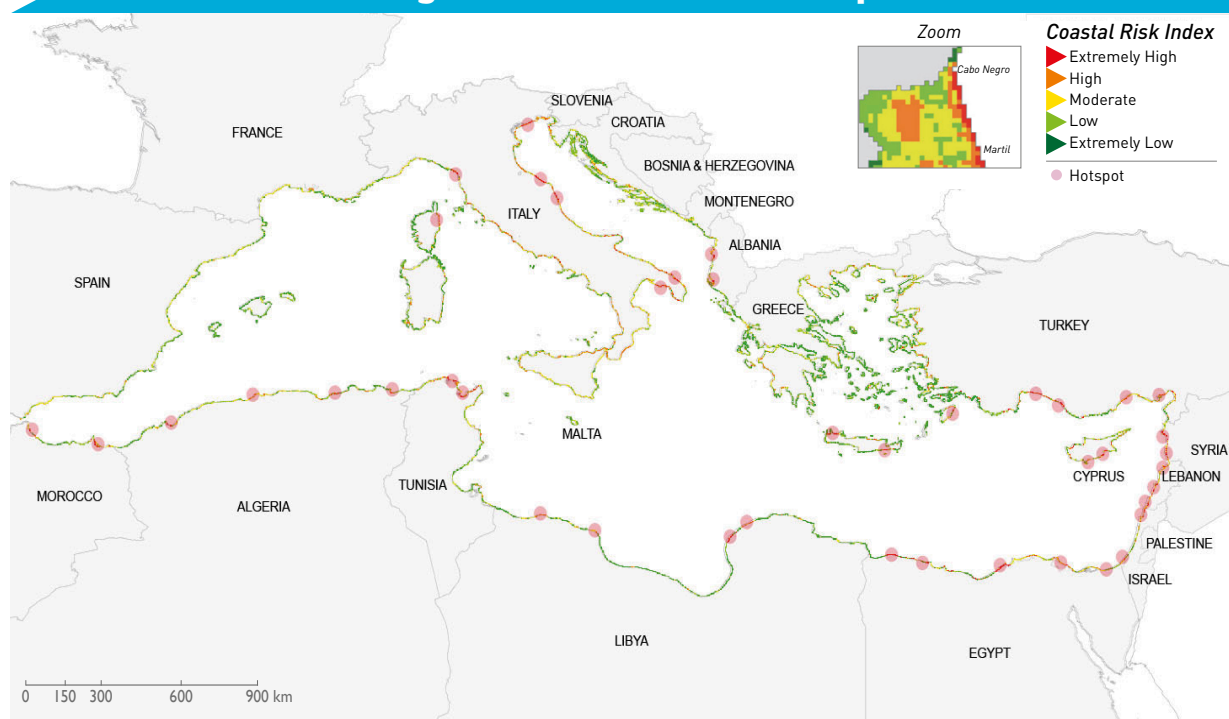 Zoom
Cabo Negro
Martil
Coastal Risk Index
Extremely High
High
Moderate
Low
Extremely Low
Hotspot
SLOVENIA
CROATIA
FRANCE
BOSNIA & HERZEGOVINA
MONTENEGRO
ITALY
ALBANIA
SPAIN
GREECE
TURKEY
MALTA
SYRIA
CYPRUS
LEBANON
TUNISIA
MOROCCO
ALGERIA
PALESTINE
ISRAEL
LIBYA
EGYPT
0 150 300 600 900 km